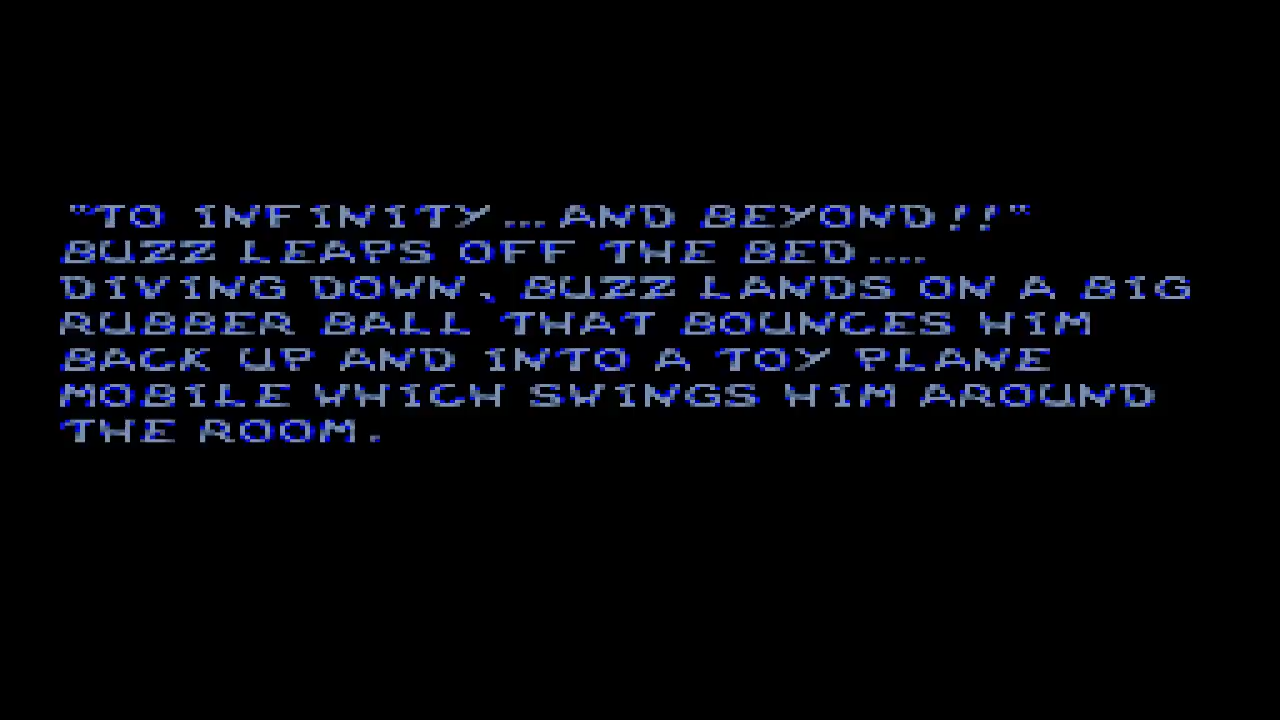 "TO INFINITY...AND BEYOND!!"
BUZZ LEAPS OFF THE BED....
DIVING DOWN, BUZZ LANDS ON A BIG
RUBBER BALL THAT BOUNCES HIM
BACK UP AND INTO A TOY PLANE
MOBILE WHICH SWINGS HIM AROUND
THE ROOM.